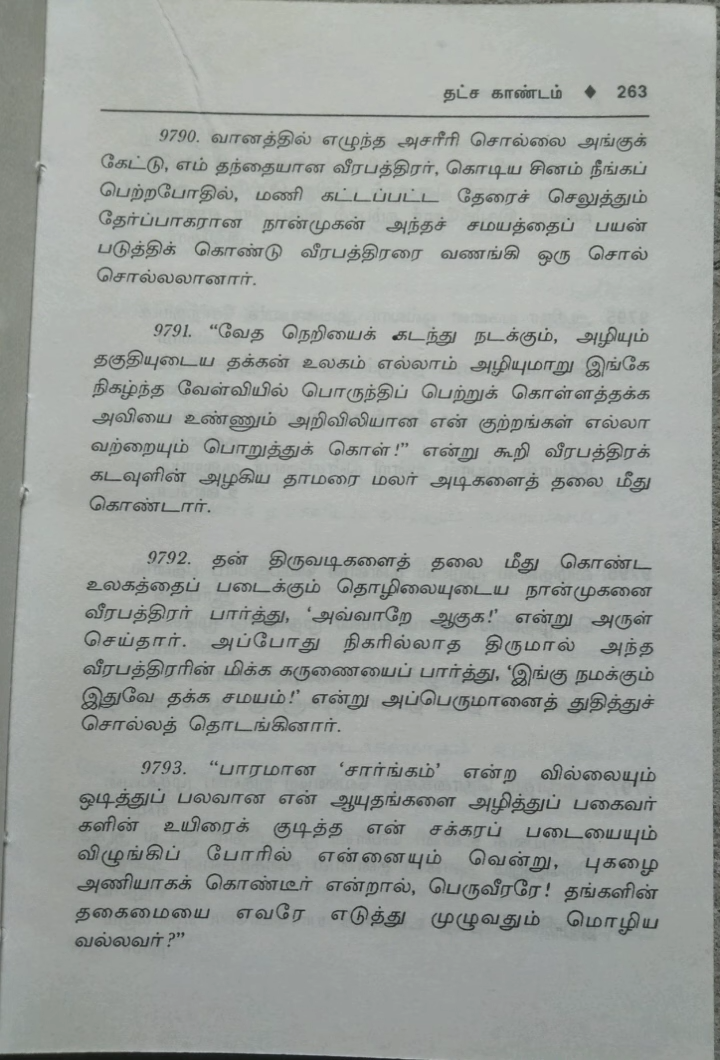 தட்ச காண்டம் ◆ 263
9790. வானத்தில் எழுந்த அசரீரி சொல்லை அங்குக்
கேட்டு, எம் தந்தையான வீரபத்திரர், கொடிய சினம் நீங்கப்
பெற்றபோதில், மணி கட்டப்பட்ட தேரைச் செலுத்தும்
தேர்ப்பாகரான நான்முகன் அந்தச் சமயத்தைப் பயன்
படுத்திக் கொண்டு வீரபத்திரரை வணங்கி ஒரு சொல்
சொல்லலானார்.
9791. “வேத நெறியைக் கடந்து நடக்கும், அழியும்
தகுதியுடைய தக்கன் உலகம் எல்லாம் அழியுமாறு இங்கே
நிகழ்ந்த வேள்வியில் பொருந்திப் பெற்றுக் கொள்ளத்தக்க
அவியை உண்ணும் அறிவிலியான என் குற்றங்கள் எல்லா
வற்றையும் பொறுத்துக் கொள்!” என்று கூறி வீரபத்திரக்
கடவுளின் அழகிய தாமரை மலர் அடிகளைத் தலை மீது
கொண்டார்.
9792. தன் திருவடிகளைத் தலை மீது கொண்ட
உலகத்தைப் படைக்கும் தொழிலையுடைய நான்முகனை
வீரபத்திரர் பார்த்து, ‘அவ்வாறே ஆகுக!’ என்று அருள்
செய்தார். அப்போது நிகரில்லாத திருமால் அந்த
வீரபத்திரரின் மிக்க கருணையைப் பார்த்து, ‘இங்கு நமக்கும்
இதுவே தக்க சமயம்!’ என்று அப்பெருமானைத் துதித்துச்
சொல்லத் தொடங்கினார்.
9793. “பாரமான ‘சார்ங்கம்’ என்ற வில்லையும்
ஒடித்துப் பலவான என் ஆயுதங்களை அழித்துப் பகைவர்
களின் உயிரைக் குடித்த என் சக்கரப் படையையும்
விழுங்கிப் போரில் என்னையும் வென்று, புகழை
அணியாகக் கொண்டீர் என்றால், பெருவீரரே! தங்களின்
தகைமையை எவரே எடுத்து முழுவதும் மொழிய
வல்லவர்?”